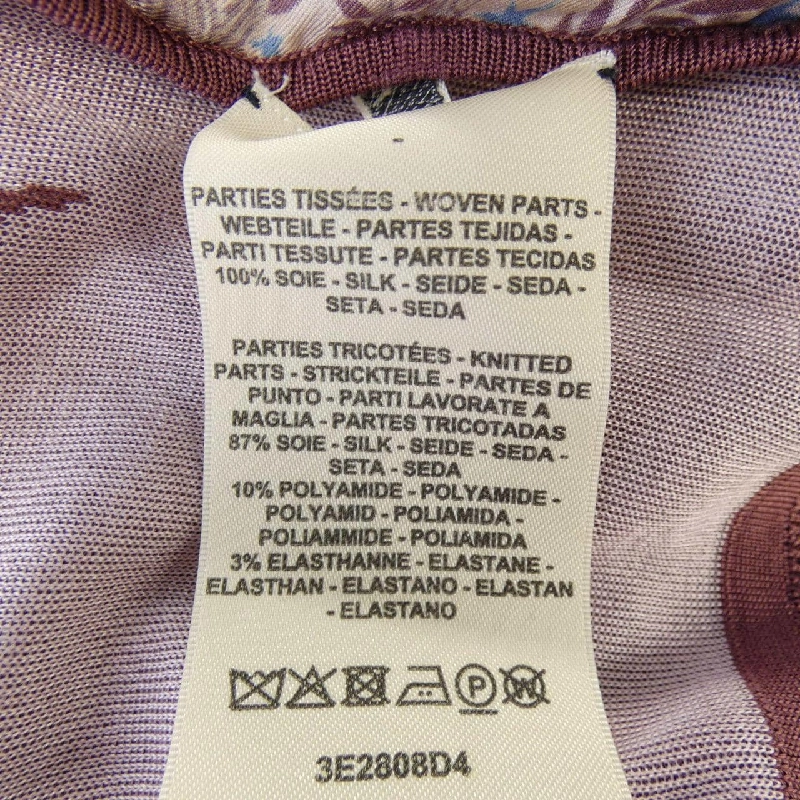 PARTIES TISSÉES - WOVEN PARTS -
WEBTEILE - PARTES TEJIDAS -
PARTI TESSUTE - PARTES TECIDAS
100% SOIE - SILK - SEIDE - SEDA -
SETA - SEDA
PARTIES TRICOTÉES - KNITTED
PARTS - STRICKTEILE - PARTES DE
PUNTO - PARTI LAVORATE A
MAGLIA - PARTES TRICOTADAS
87% SOIE - SILK - SEIDE - SEDA -
SETA - SEDA
10% POLYAMIDE - POLYAMIDE -
POLYAMID - POLIAMIDA -
POLIAMMIDE - POLIAMIDA
3% ELASTHANNE - ELASTANE -
ELASTHAN - ELASTANO - ELASTAN
- ELASTANO
P W
3E2808D4